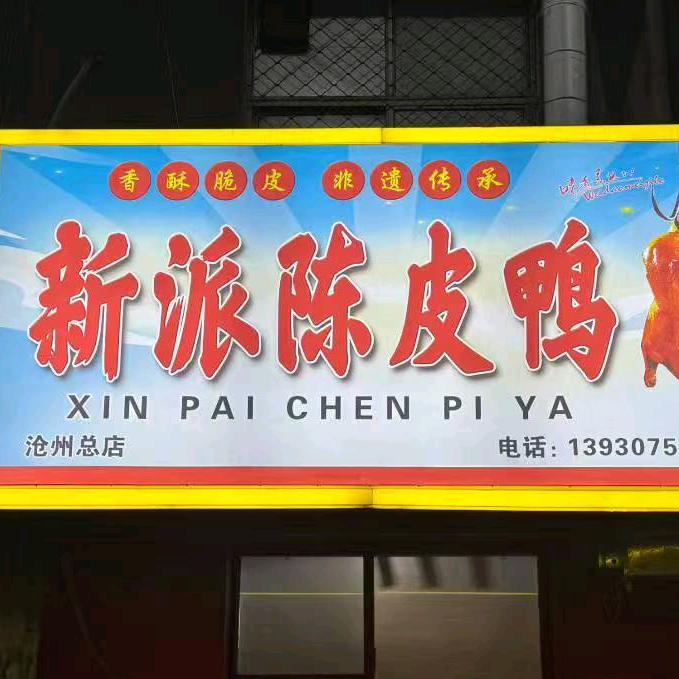 香酥脆皮 非遗传承
新派陈皮鸭
XIN PAI CHEN PI YA
沧州总店
电话：1393075